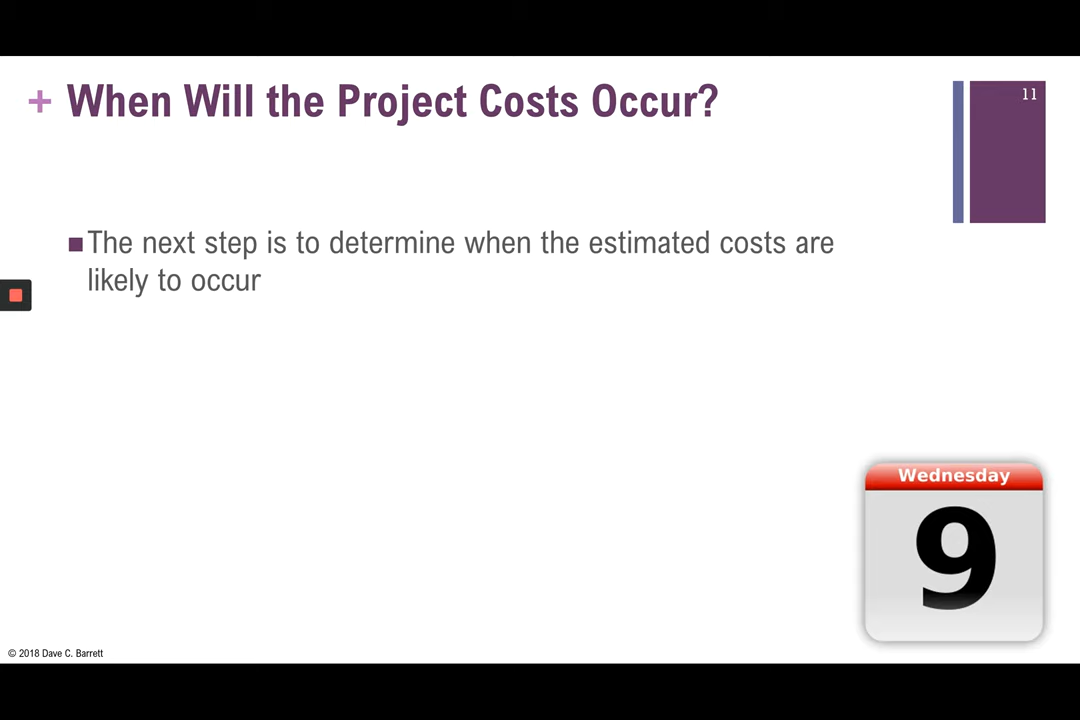 + When Will the Project Costs Occur?
11
■ The next step is to determine when the estimated costs are
likely to occur
Wednesday
9
© 2018 Dave C. Barrett